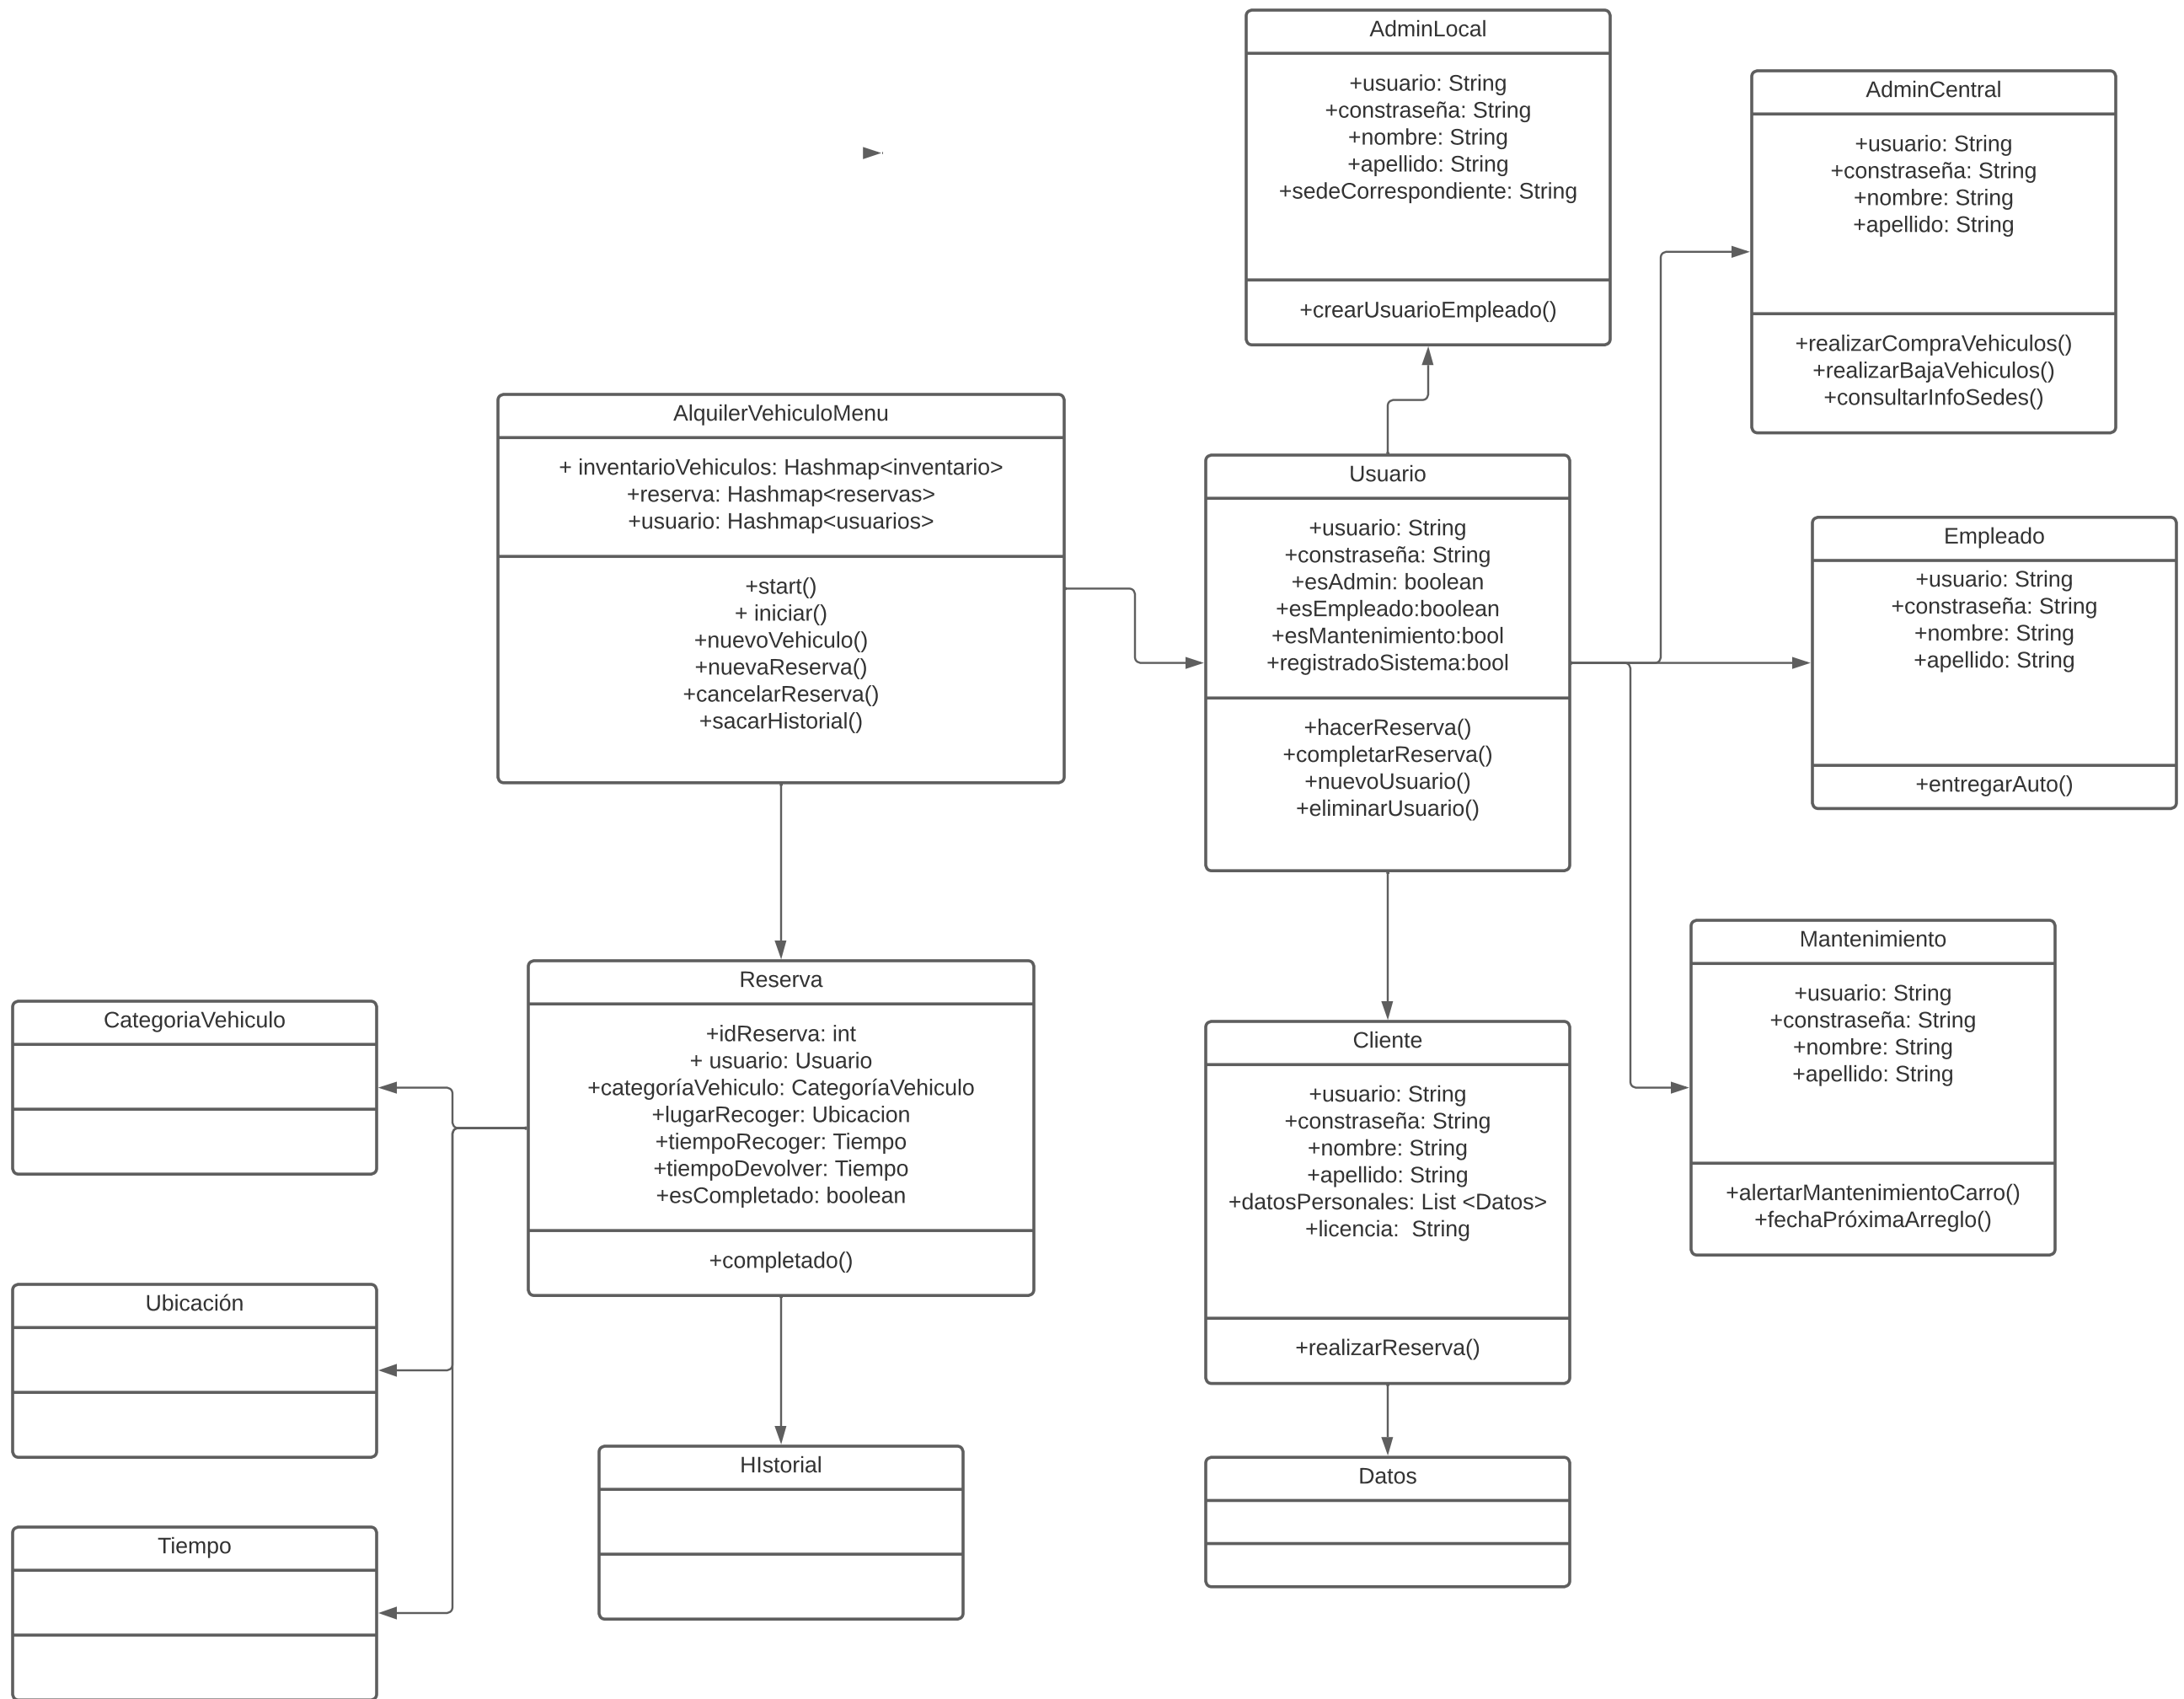 AdminLocal
+usuario: String
+constraseña: String
+nombre: String
+apellido: String
+sedeCorrespondiente: String
+crearUsuarioEmpleado()
AdminCentral
+usuario: String
+constraseña: String
+nombre: String
+apellido: String
+realizarCompraVehiculos()
+realizarBajaVehiculos()
+consultarInfoSedes()
AlquilerVehiculoMenu
+ inventarioVehiculos: Hashmap<inventario>
+reserva: Hashmap<reservas>
+usuario: Hashmap<usuarios>
+start()
+ iniciar()
+nuevoVehiculo()
+nuevaReserva()
+cancelarReserva()
+sacarHistorial()
Usuario
+usuario: String
+constraseña: String
+esAdmin: boolean
+esEmpleado:boolean
+esMantenimiento:bool
+registradoSistema:bool
+hacerReserva()
+completarReserva()
+nuevoUsuario()
+eliminarUsuario()
Empleado
+usuario: String
+constraseña: String
+nombre: String
+apellido: String
+entregarAuto()
Mantenimiento
+usuario: String
+constraseña: String
+nombre: String
+apellido: String
+alertarMantenimientoCarro()
+fechaPróximaArreglo()
Reserva
+idReserva: int
+ usuario: Usuario
+categoríaVehiculo: CategoríaVehiculo
+lugarRecoger: Ubicacion
+tiempoRecoger: Tiempo
+tiempoDevolver: Tiempo
+esCompletado: boolean
+completado()
CategoriaVehiculo
Cliente
+usuario: String
+constraseña: String
+nombre: String
+apellido: String
+datosPersonales: List <Datos>
+licencia:  String
+realizarReserva()
Ubicación
HIstorial
Datos
Tiempo